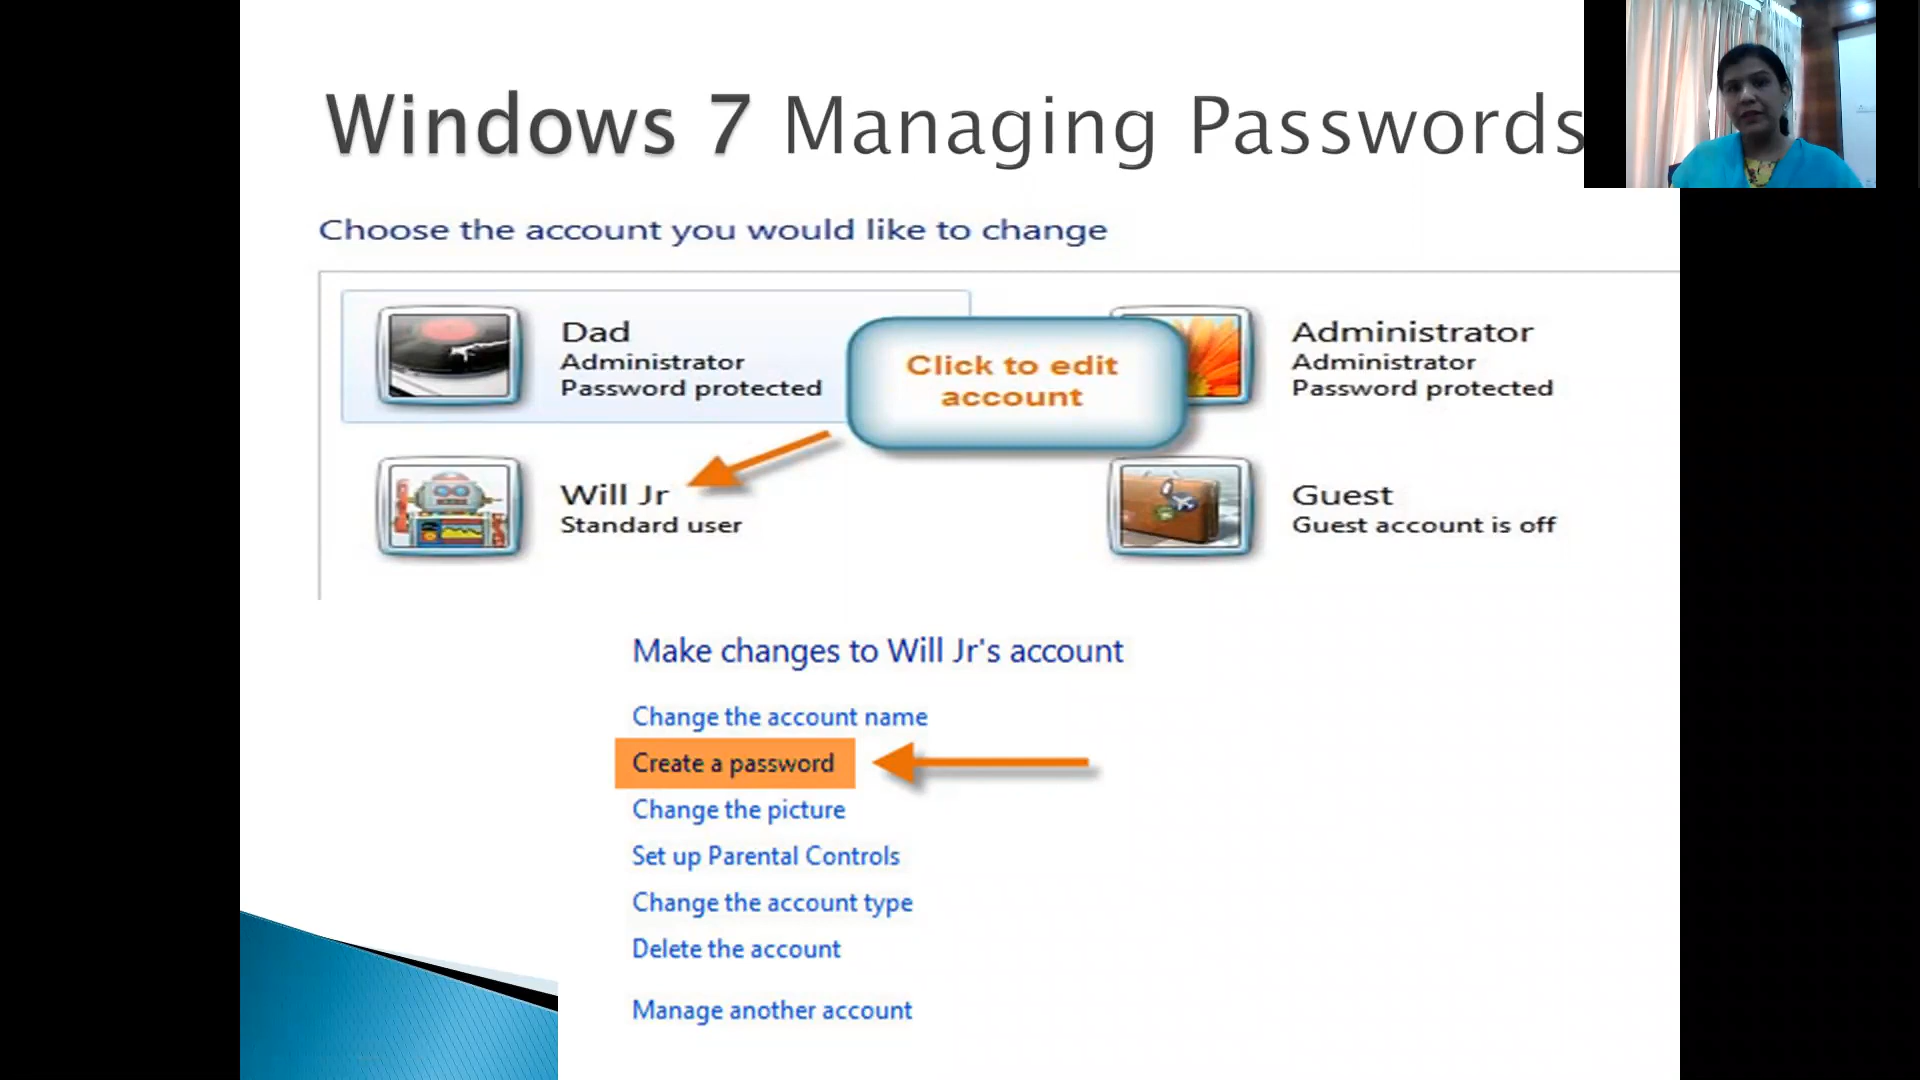 Windows 7 Managing Passwords
Choose the account you would like to change
Dad
Administrator
Password protected
Click to edit
account
Administrator
Administrator
Password protected
Will Jr
Standard user
Guest
Guest account is off
Make changes to Will Jr's account
Change the account name
Create a password
Change the picture
Set up Parental Controls
Change the account type
Delete the account
Manage another account